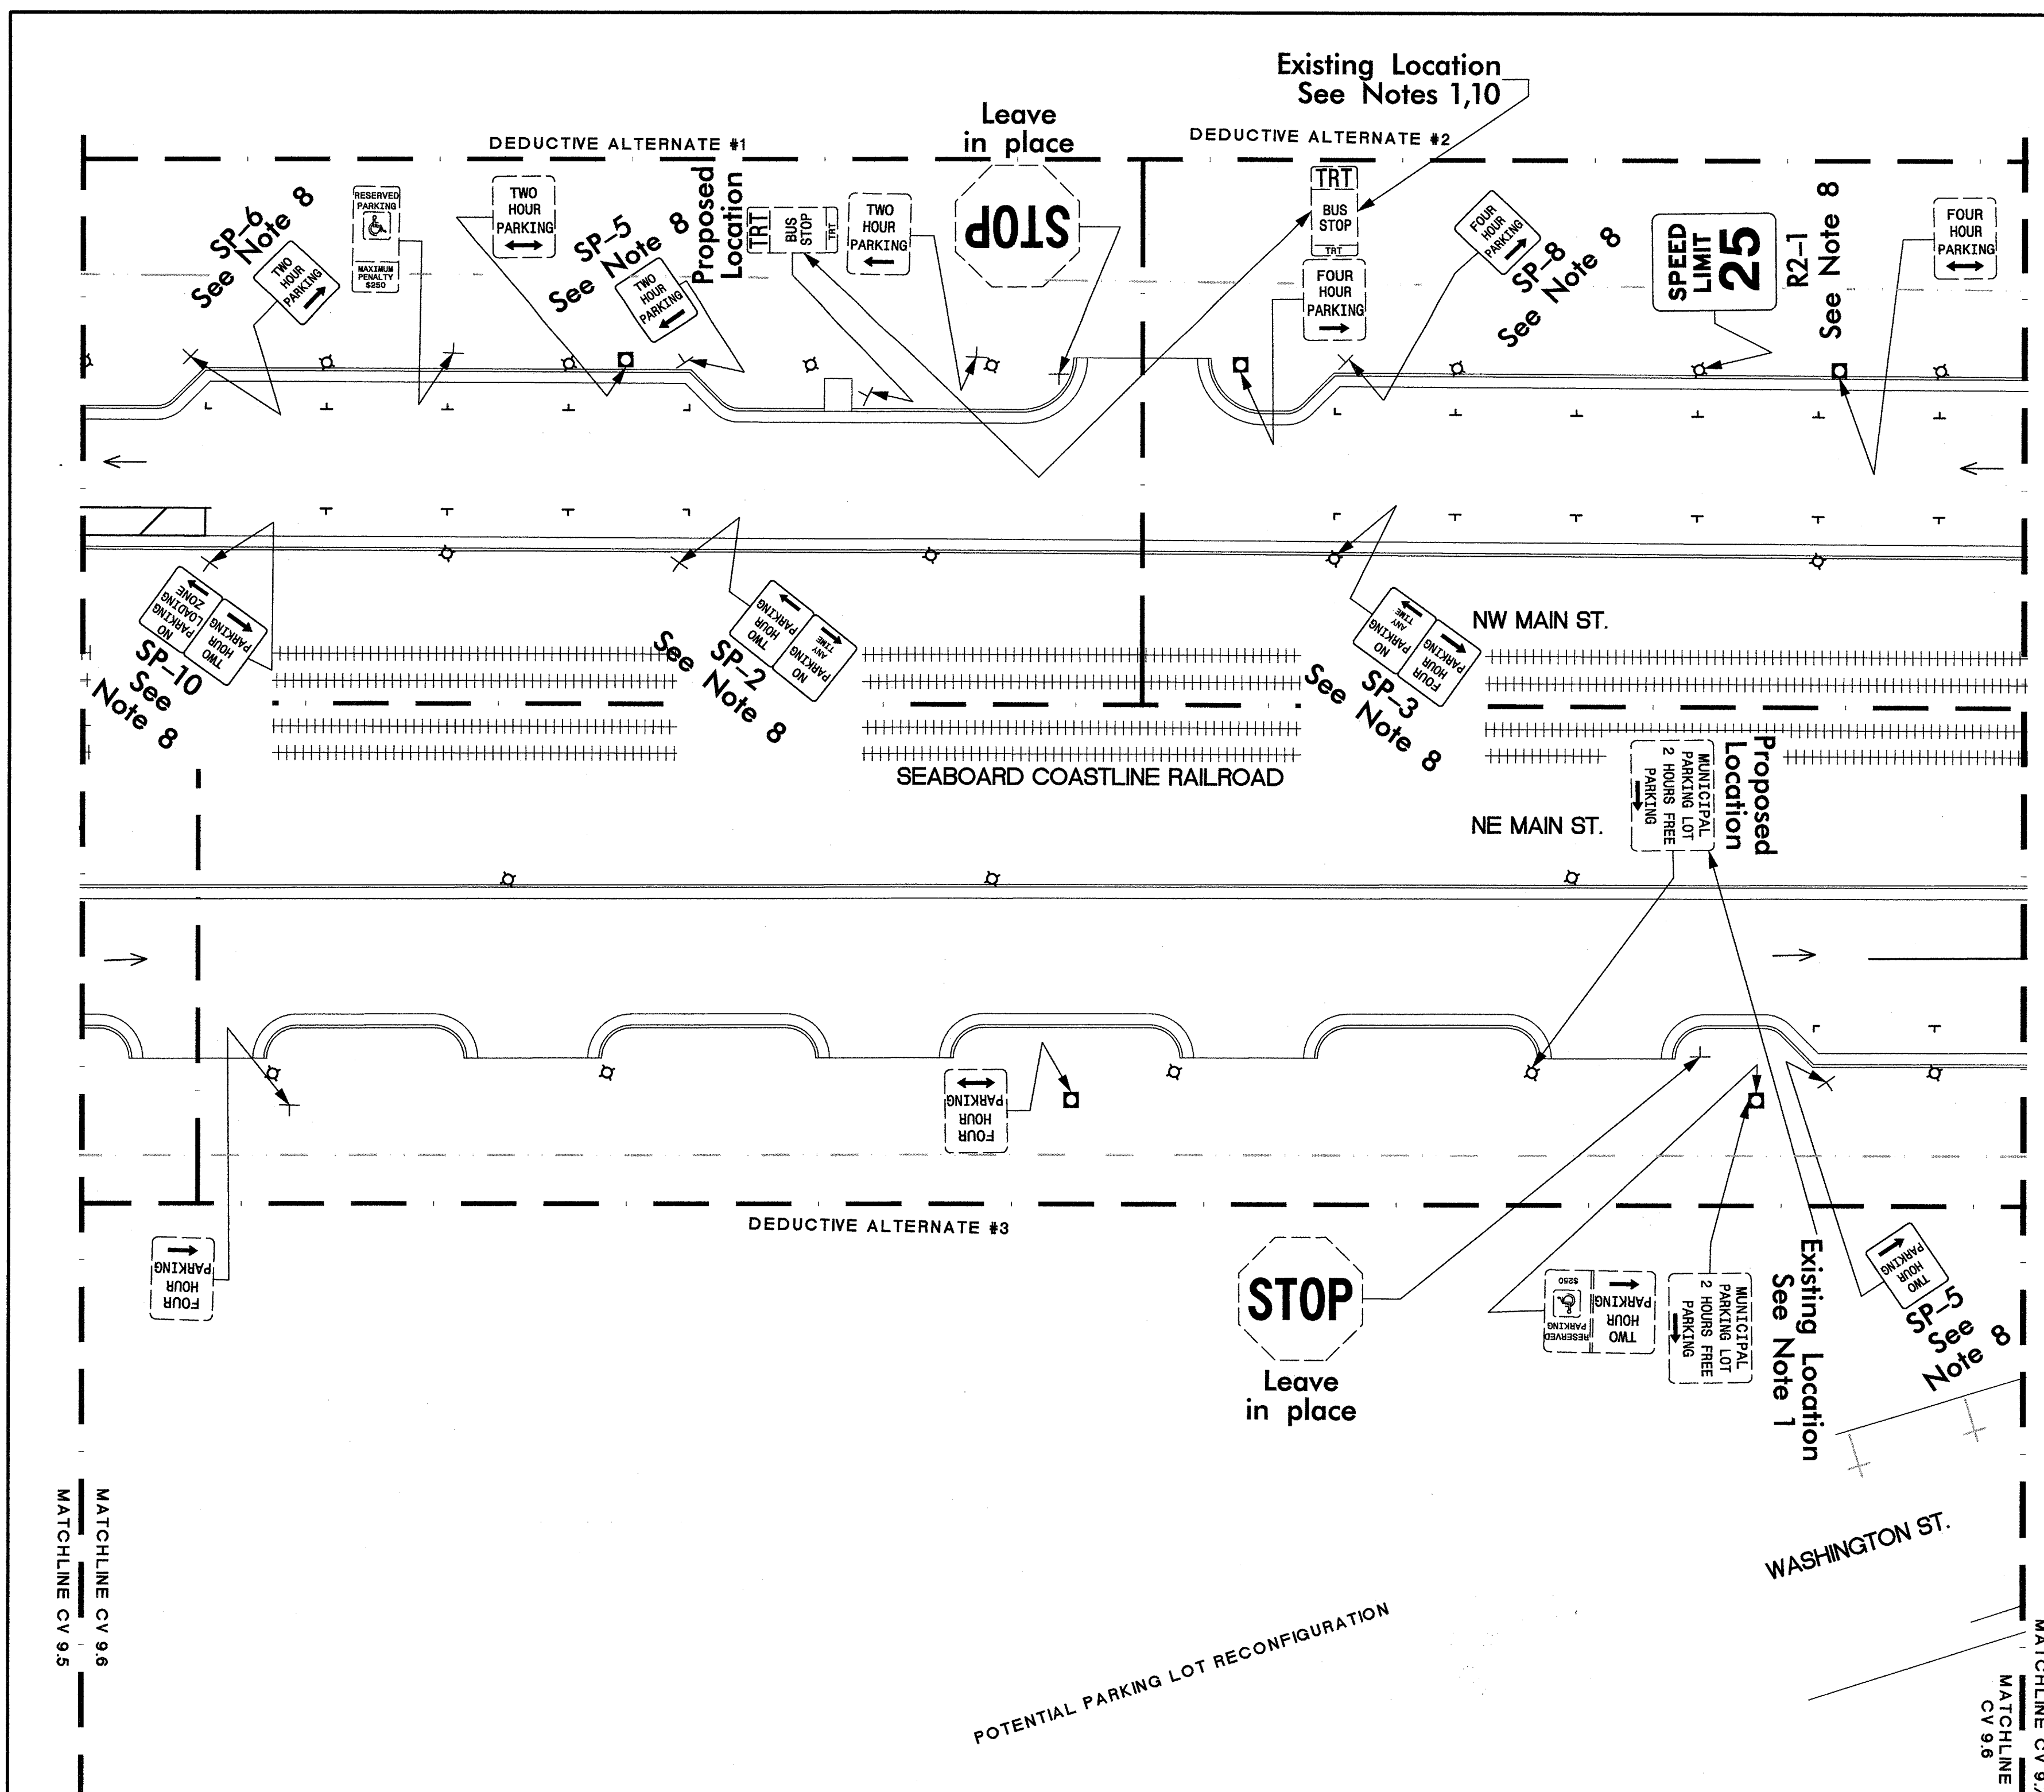 Existing Location
See Notes 1,10
Leave
in place
DEDUCTIVE ALTERNATE #1
DEDUCTIVE ALTERNATE #2
SP-6
See Note 8
TWO
HOUR
PARKING
RESERVED
PARKING
MAXIMUM
PENALTY
$250
TWO
HOUR
PARKING
SP-5
See Note 8
TWO
HOUR
PARKING
Proposed
Location
TRT
BUS
STOP
TRT
TWO
HOUR
PARKING
STOP
TRT
BUS
STOP
TRT
FOUR
HOUR
PARKING
FOUR
HOUR
PARKING
SP-8
See Note 8
SPEED
LIMIT
25
R2-1
See Note 8
FOUR
HOUR
PARKING
NO
PARKING
LOADING
ZONE
TWO
HOUR
PARKING
SP-10
See
Note 8
TWO
HOUR
PARKING
NO
PARKING
ANY
TIME
SP-2
See Note 8
NO
PARKING
ANY
TIME
FOUR
HOUR
PARKING
SP-3
See Note 8
NW MAIN ST.
SEABOARD COASTLINE RAILROAD
NE MAIN ST.
MUNICIPAL
PARKING LOT
2 HOURS FREE
PARKING
Proposed
Location
FOUR
HOUR
PARKING
DEDUCTIVE ALTERNATE #3
FOUR
HOUR
PARKING
STOP
Leave
in place
RESERVED
PARKING
$250
TWO
HOUR
PARKING
MUNICIPAL
PARKING LOT
2 HOURS FREE
PARKING
Existing Location
See Note 1
TWO
HOUR
PARKING
SP-5
See
Note 8
WASHINGTON ST.
POTENTIAL PARKING LOT RECONFIGURATION
MATCHLINE CV 9.6
MATCHLINE CV 9.5
MATCHLINE
CV 9.6
MATCHLINE CV